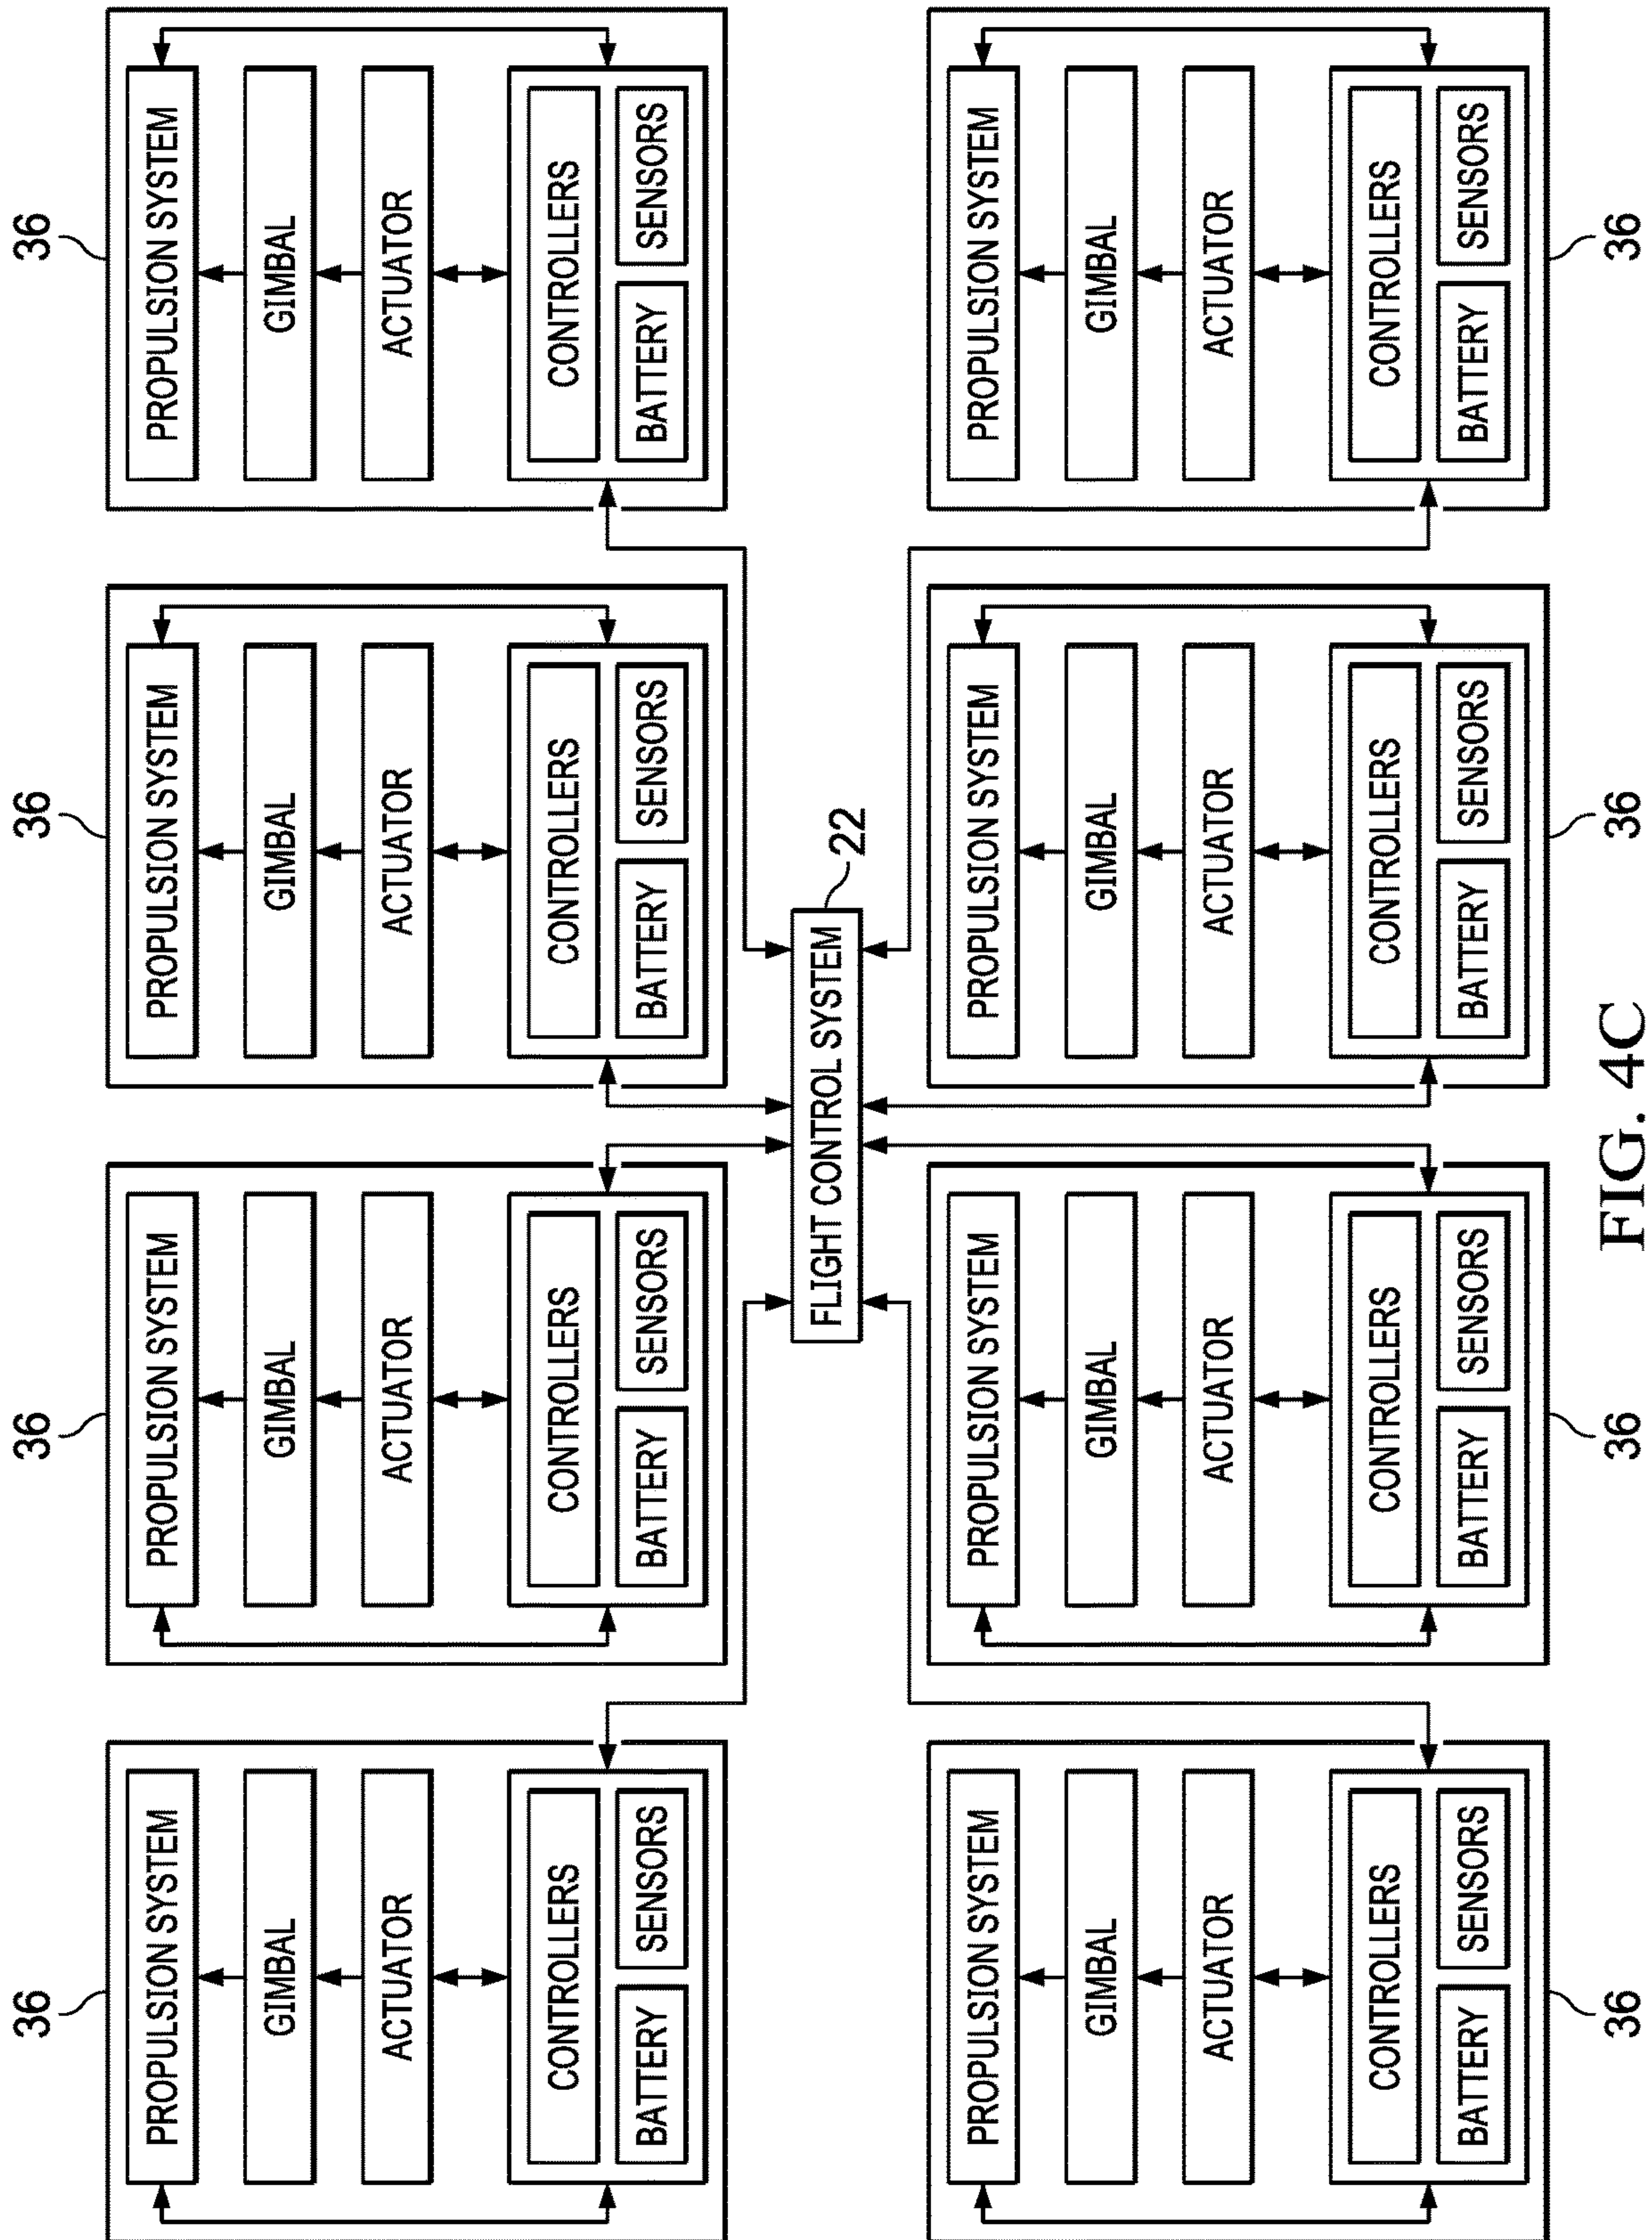 36
PROPULSION SYSTEM
GIMBAL
ACTUATOR
CONTROLLERS
BATTERY
SENSORS
36
PROPULSION SYSTEM
GIMBAL
ACTUATOR
CONTROLLERS
BATTERY
SENSORS
36
PROPULSION SYSTEM
GIMBAL
ACTUATOR
CONTROLLERS
BATTERY
SENSORS
36
PROPULSION SYSTEM
GIMBAL
ACTUATOR
CONTROLLERS
BATTERY
SENSORS
FLIGHT CONTROL SYSTEM
22
PROPULSION SYSTEM
GIMBAL
ACTUATOR
CONTROLLERS
BATTERY
SENSORS
36
PROPULSION SYSTEM
GIMBAL
ACTUATOR
CONTROLLERS
BATTERY
SENSORS
36
PROPULSION SYSTEM
GIMBAL
ACTUATOR
CONTROLLERS
BATTERY
SENSORS
36
PROPULSION SYSTEM
GIMBAL
ACTUATOR
CONTROLLERS
BATTERY
SENSORS
36
FIG. 4C